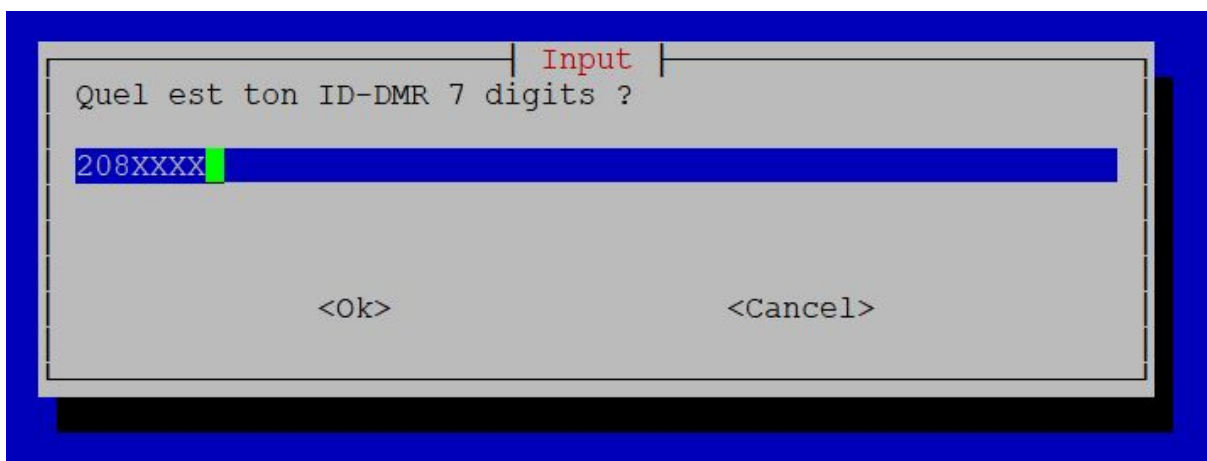 Input
Quel est ton ID-DMR 7 digits ?
208XXXX
<Ok> <Cancel>